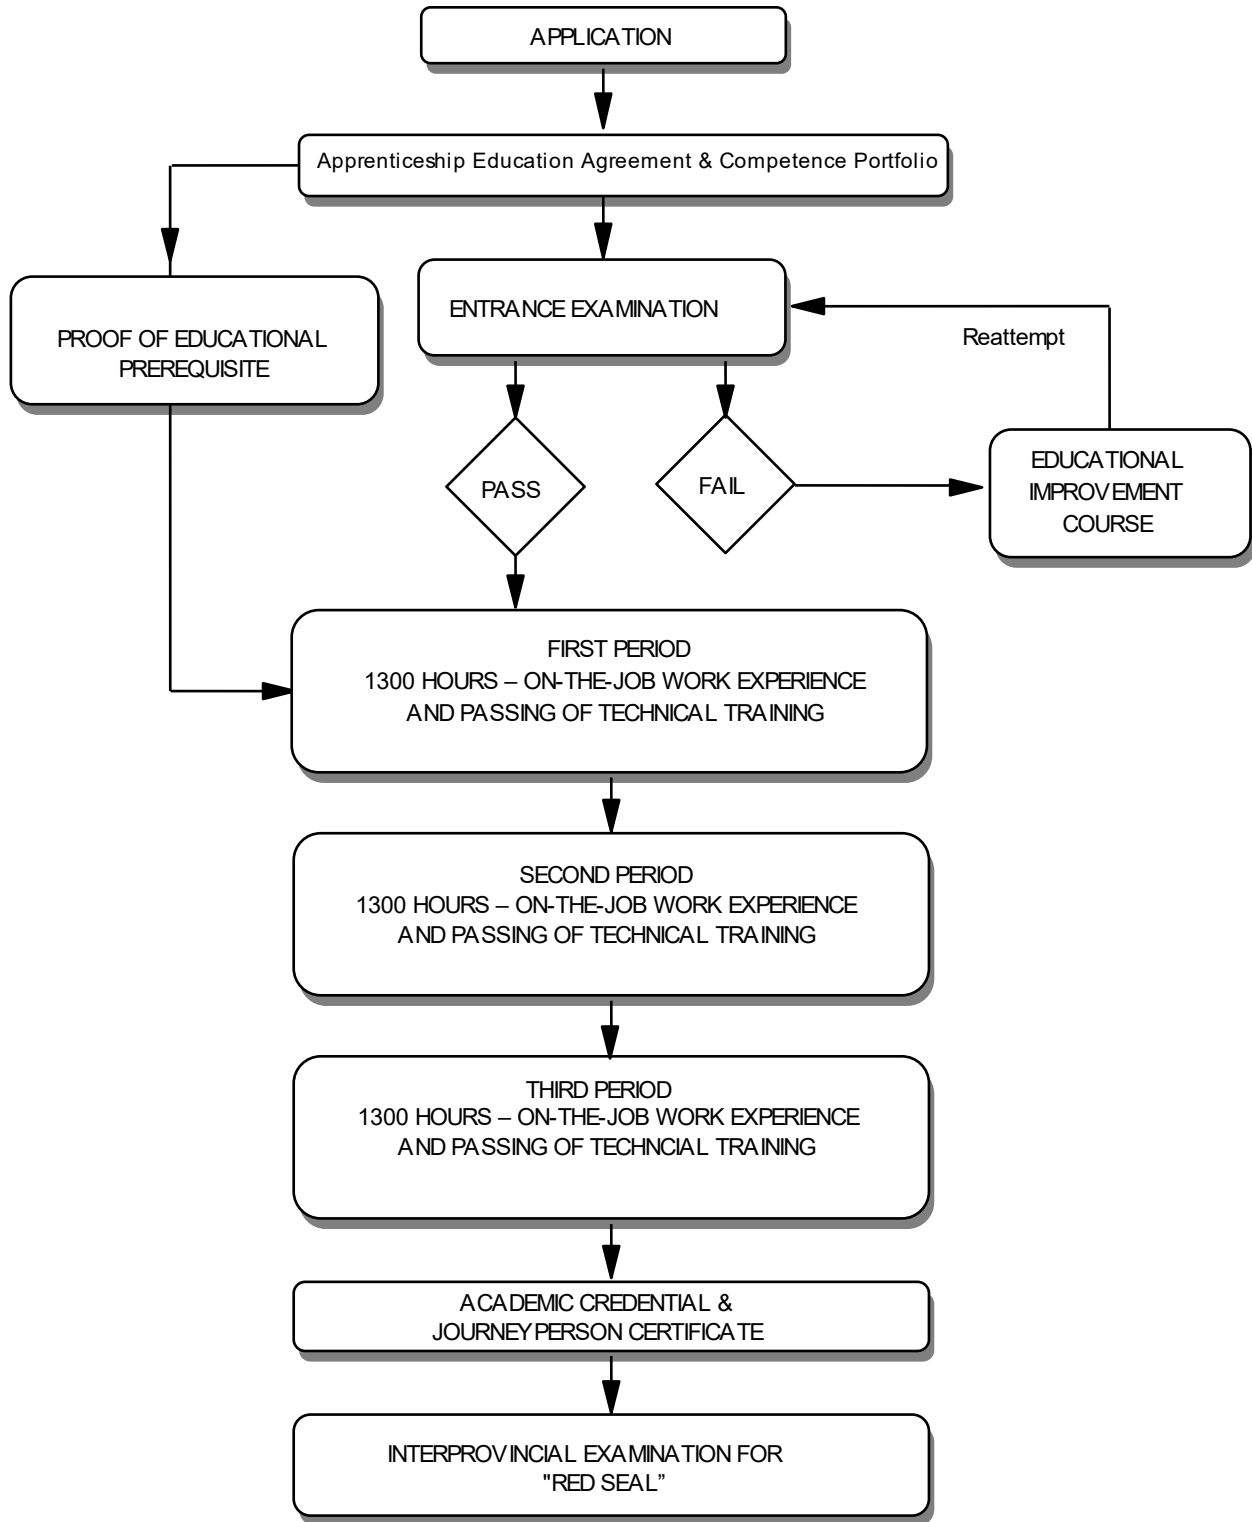 APPLICATION
Apprenticeship Education Agreement & Competence Portfolio
PROOF OF EDUCATIONAL
PREREQUISITE
ENTRANCE EXAMINATION
Reattempt
PASS
FAIL
EDUCATIONAL
IMPROVEMENT
COURSE
FIRST PERIOD
1300 HOURS – ON-THE-JOB WORK EXPERIENCE
AND PASSING OF TECHNICAL TRAINING
SECOND PERIOD
1300 HOURS – ON-THE-JOB WORK EXPERIENCE
AND PASSING OF TECHNICAL TRAINING
THIRD PERIOD
1300 HOURS – ON-THE-JOB WORK EXPERIENCE
AND PASSING OF TECHNCIAL TRAINING
ACADEMIC CREDENTIAL &
JOURNEYPERSON CERTIFICATE
INTERPROVINCIAL EXAMINATION FOR
"RED SEAL”